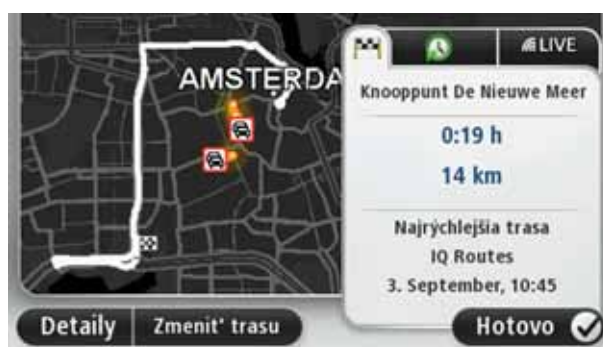 AMSTERDA
LIVE
Knooppunt De Nieuwe Meer
0:19 h
14 km
Najrýchlejšia trasa
IQ Routes
3. September, 10:45
Detaily
Zmeniť trasu
Hotovo